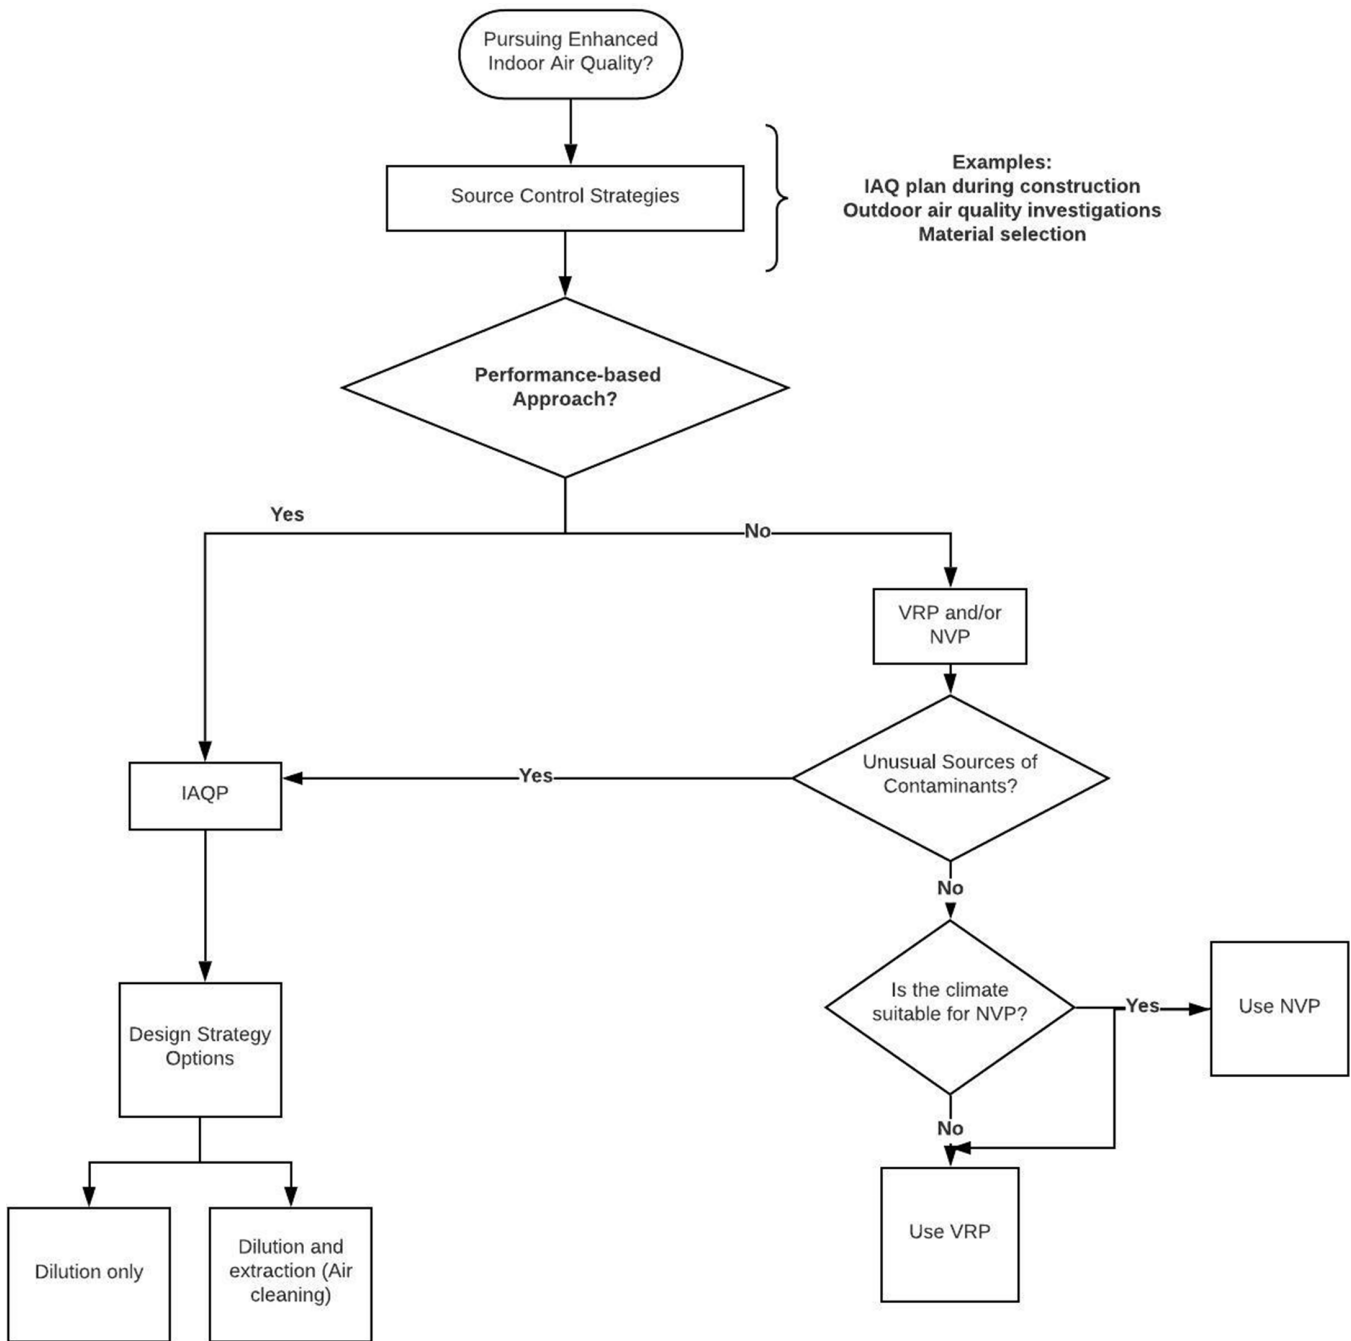 Pursuing Enhanced
Indoor Air Quality?
Source Control Strategies
Examples:
IAQ plan during construction
Outdoor air quality investigations
Material selection
Performance-based
Approach?
Yes
No
VRP and/or
NVP
Unusual Sources of
Contaminants?
Yes
IAQP
No
Is the climate
suitable for NVP?
Yes
Use NVP
Design Strategy
Options
No
Use VRP
Dilution only
Dilution and
extraction (Air
cleaning)